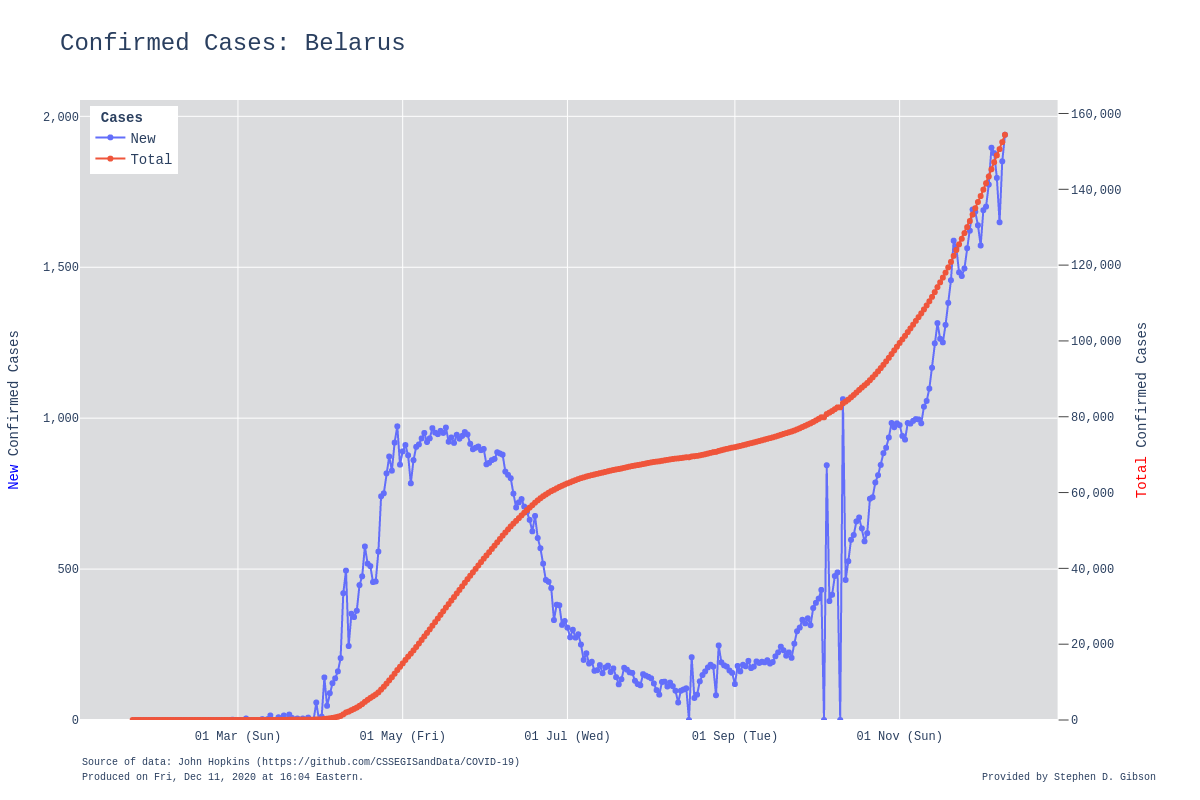 Confirmed Cases: Belarus
Cases
New
Total
2,000
1,500
1,000
500
0
160,000
140,000
120,000
100,000
80,000
60,000
40,000
20,000
0
New Confirmed Cases
Total Confirmed Cases
01 Mar (Sun)
01 May (Fri)
01 Jul (Wed)
01 Sep (Tue)
01 Nov (Sun)
Source of data: John Hopkins (https://github.com/CSSEGISandData/COVID-19)
Produced on Fri, Dec 11, 2020 at 16:04 Eastern.
Provided by Stephen D. Gibson